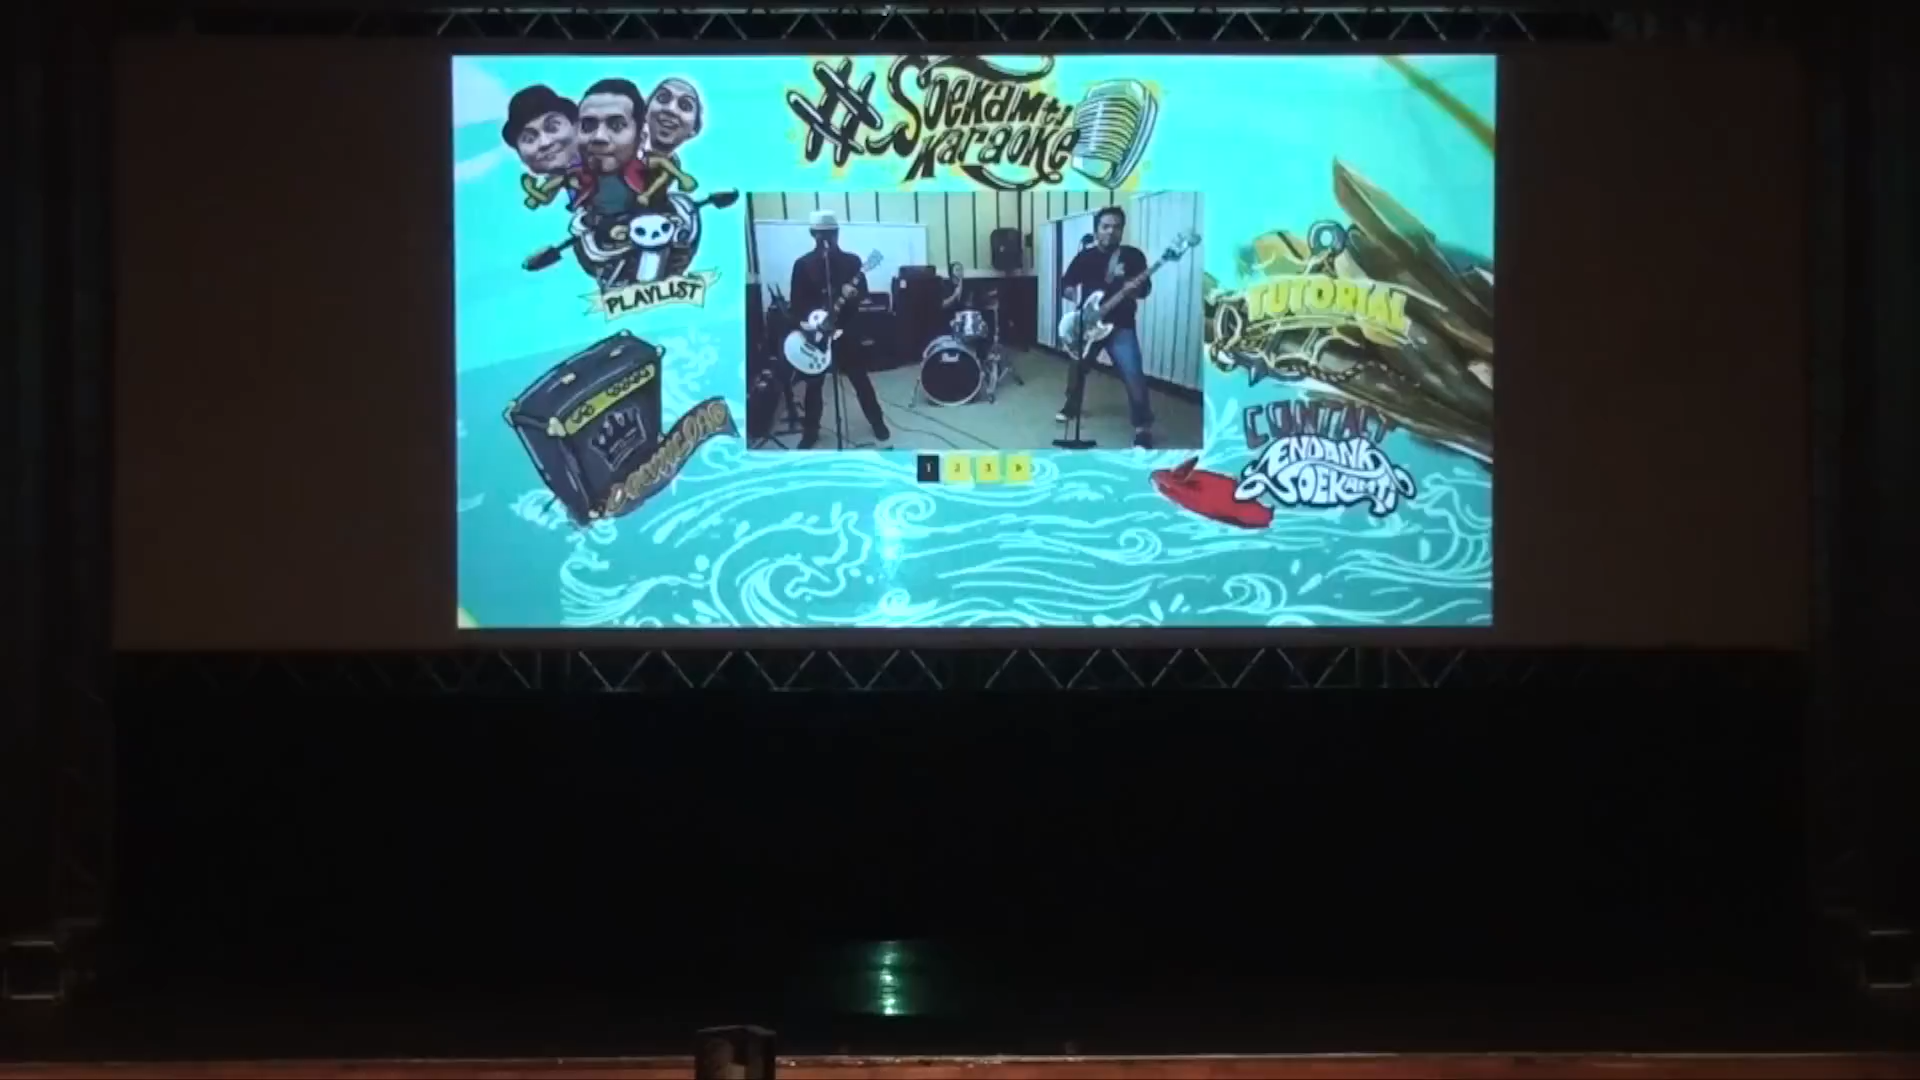 #Soekamti
Karaoke
PLAYLIST
TUTORIAL
CONTACT
ENDANK
SOEKAMTI
1 2 3